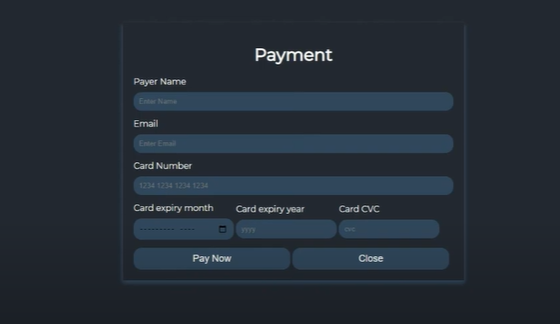 Payment
Payer Name
Enter Name
Email
Enter Email
Card Number
1234 1234 1234 1234
Card expiry month Card expiry year Card CVC
--------- ---- yyyy cvc
Pay Now Close